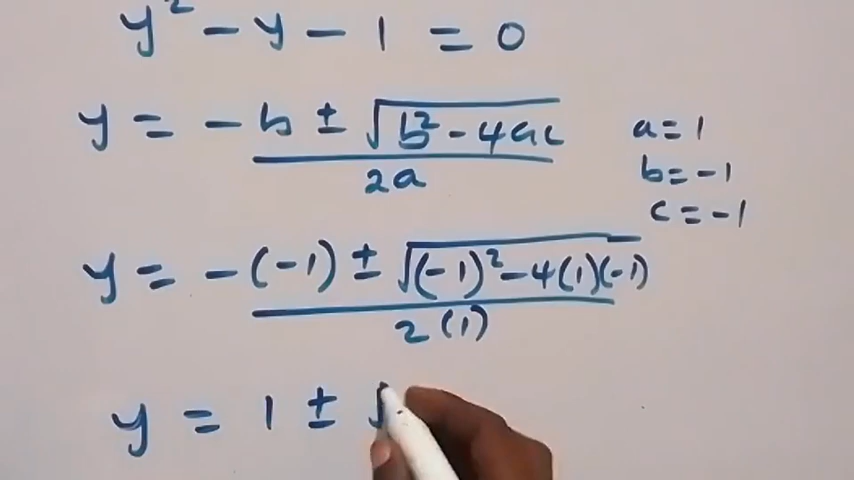 y² - y - 1 = 0
y = -b ± √b² - 4ac
2a
a = 1
b = -1
c = -1
y = -(-1) ± √(-1)² - 4(1)(-1)
2(1)
y = 1 ± √